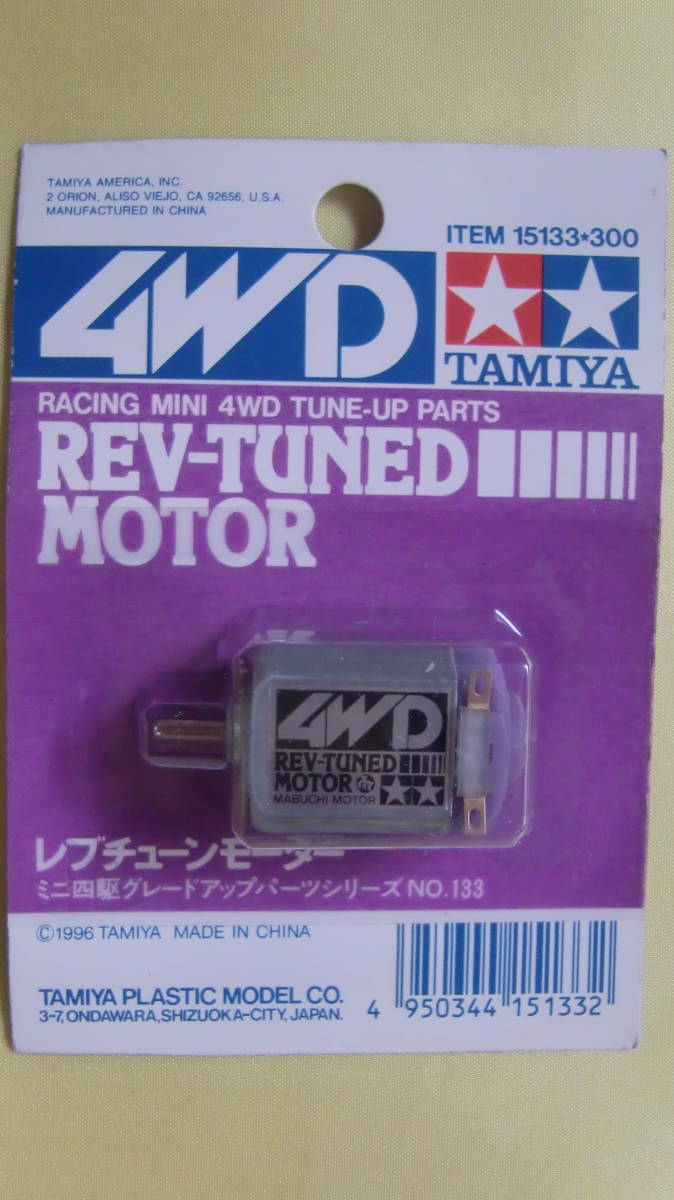 TAMIYA AMERICA, INC.
2 ORION, ALISO VIEJO, CA 92656, U.S.A.
MANUFACTURED IN CHINA
ITEM 15133★300
4WD
TAMIYA
RACING MINI 4WD TUNE-UP PARTS
REV-TUNED
MOTOR
4WD
REV-TUNED
MOTOR
MABUCHI MOTOR
レブチューンモーター
ミニ四駆グレードアップパーツシリーズ NO.133
©1996 TAMIYA MADE IN CHINA
TAMIYA PLASTIC MODEL CO.
3-7, ONDAWARA, SHIZUOKA-CITY, JAPAN.
4 950344 151332